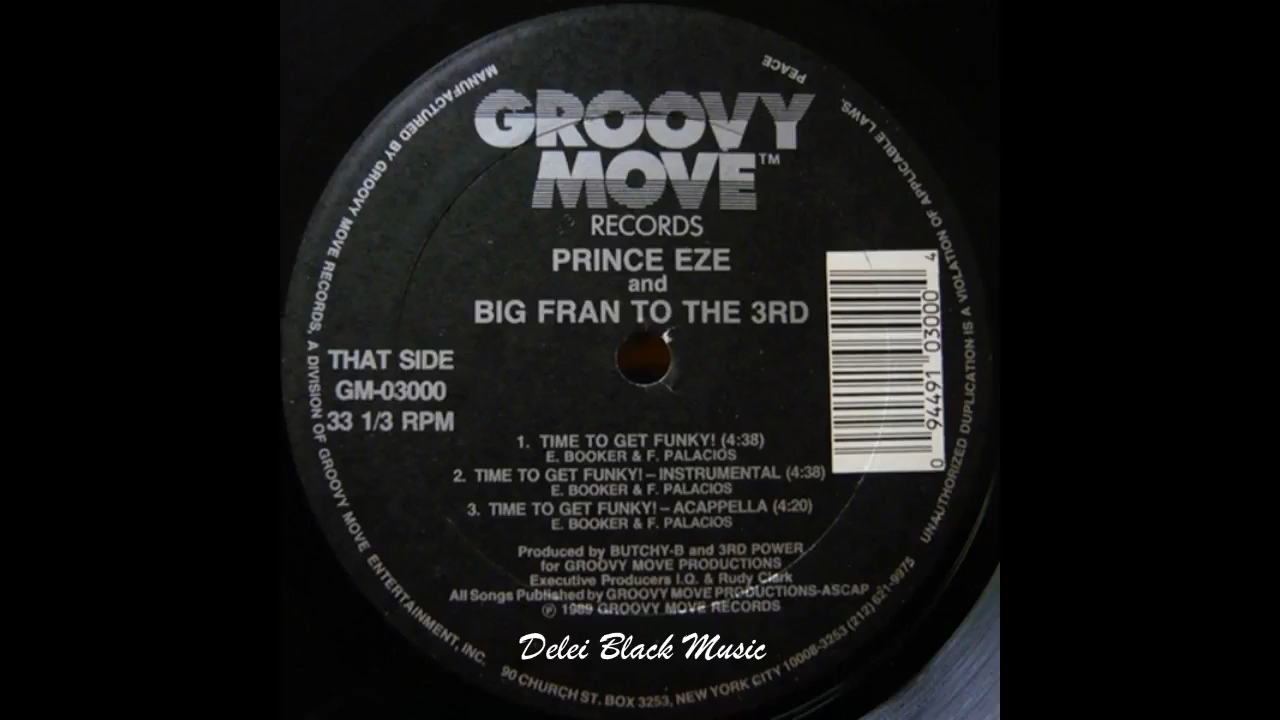 GROOVY
MOVE™
RECORDS
PRINCE EZE
and
BIG FRAN TO THE 3RD
THAT SIDE
GM-03000
33 1/3 RPM
1. TIME TO GET FUNKY! (4:38)
E. BOOKER & F. PALACIOS
2. TIME TO GET FUNKY! – INSTRUMENTAL (4:38)
E. BOOKER & F. PALACIOS
3. TIME TO GET FUNKY! – ACAPPELLA (4:20)
E. BOOKER & F. PALACIOS
Produced by BUTCHY-B and 3RD POWER
for GROOVY MOVE PRODUCTIONS
Executive Producers I.Q. & Rudy Clark
All Songs Published by GROOVY MOVE PRODUCTIONS-ASCAP
℗ 1989 GROOVY MOVE RECORDS
0 94491 03000 4
MANUFACTURED BY GROOVY MOVE RECORDS, A DIVISION OF GROOVY MOVE ENTERTAINMENT, INC. 90 CHURCH ST. BOX 3253, NEW YORK CITY 10008-3253 (212) 621-9375
UNAUTHORIZED DUPLICATION IS A VIOLATION OF APPLICABLE LAWS.
PEACE
Delei Black Music